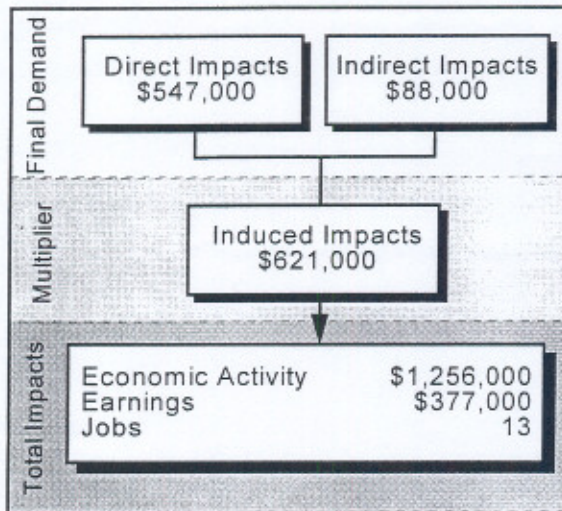 Final Demand
Direct Impacts
$547,000
Indirect Impacts
$88,000
Multiplier
Induced Impacts
$621,000
Total Impacts
Economic Activity $1,256,000
Earnings $377,000
Jobs 13